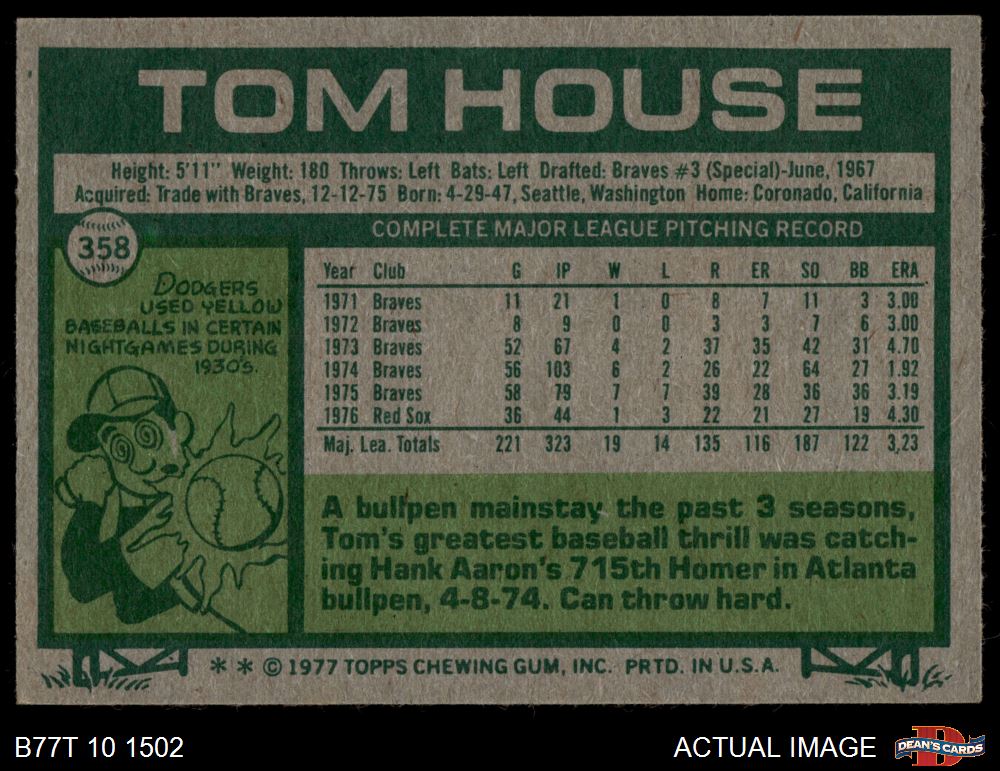 TOM HOUSE
Height: 5'11" Weight: 180 Throws: Left Bats: Left Drafted: Braves #3 (Special)-June, 1967
Acquired: Trade with Braves, 12-12-75 Born: 4-29-47, Seattle, Washington Home: Coronado, California
358
DODGERS
USED YELLOW
BASEBALLS IN CERTAIN
NIGHTGAMES DURING
1930'S.
COMPLETE MAJOR LEAGUE PITCHING RECORD
Year Club G IP W L R ER SO BB ERA
1971 Braves 11 21 1 0 8 7 11 3 3.00
1972 Braves 8 9 0 0 3 3 7 6 3.00
1973 Braves 52 67 4 2 37 35 42 31 4.70
1974 Braves 56 103 6 2 26 22 64 27 1.92
1975 Braves 58 79 7 7 39 28 36 36 3.19
1976 Red Sox 36 44 1 3 22 21 27 19 4.30
Maj. Lea. Totals 221 323 19 14 135 116 187 122 3,23
A bullpen mainstay the past 3 seasons,
Tom's greatest baseball thrill was catch-
ing Hank Aaron's 715th Homer in Atlanta
bullpen, 4-8-74. Can throw hard.
* * © 1977 TOPPS CHEWING GUM, INC. PRTD. IN U.S.A.
B77T 10 1502
ACTUAL IMAGE
DEAN'S CARDS